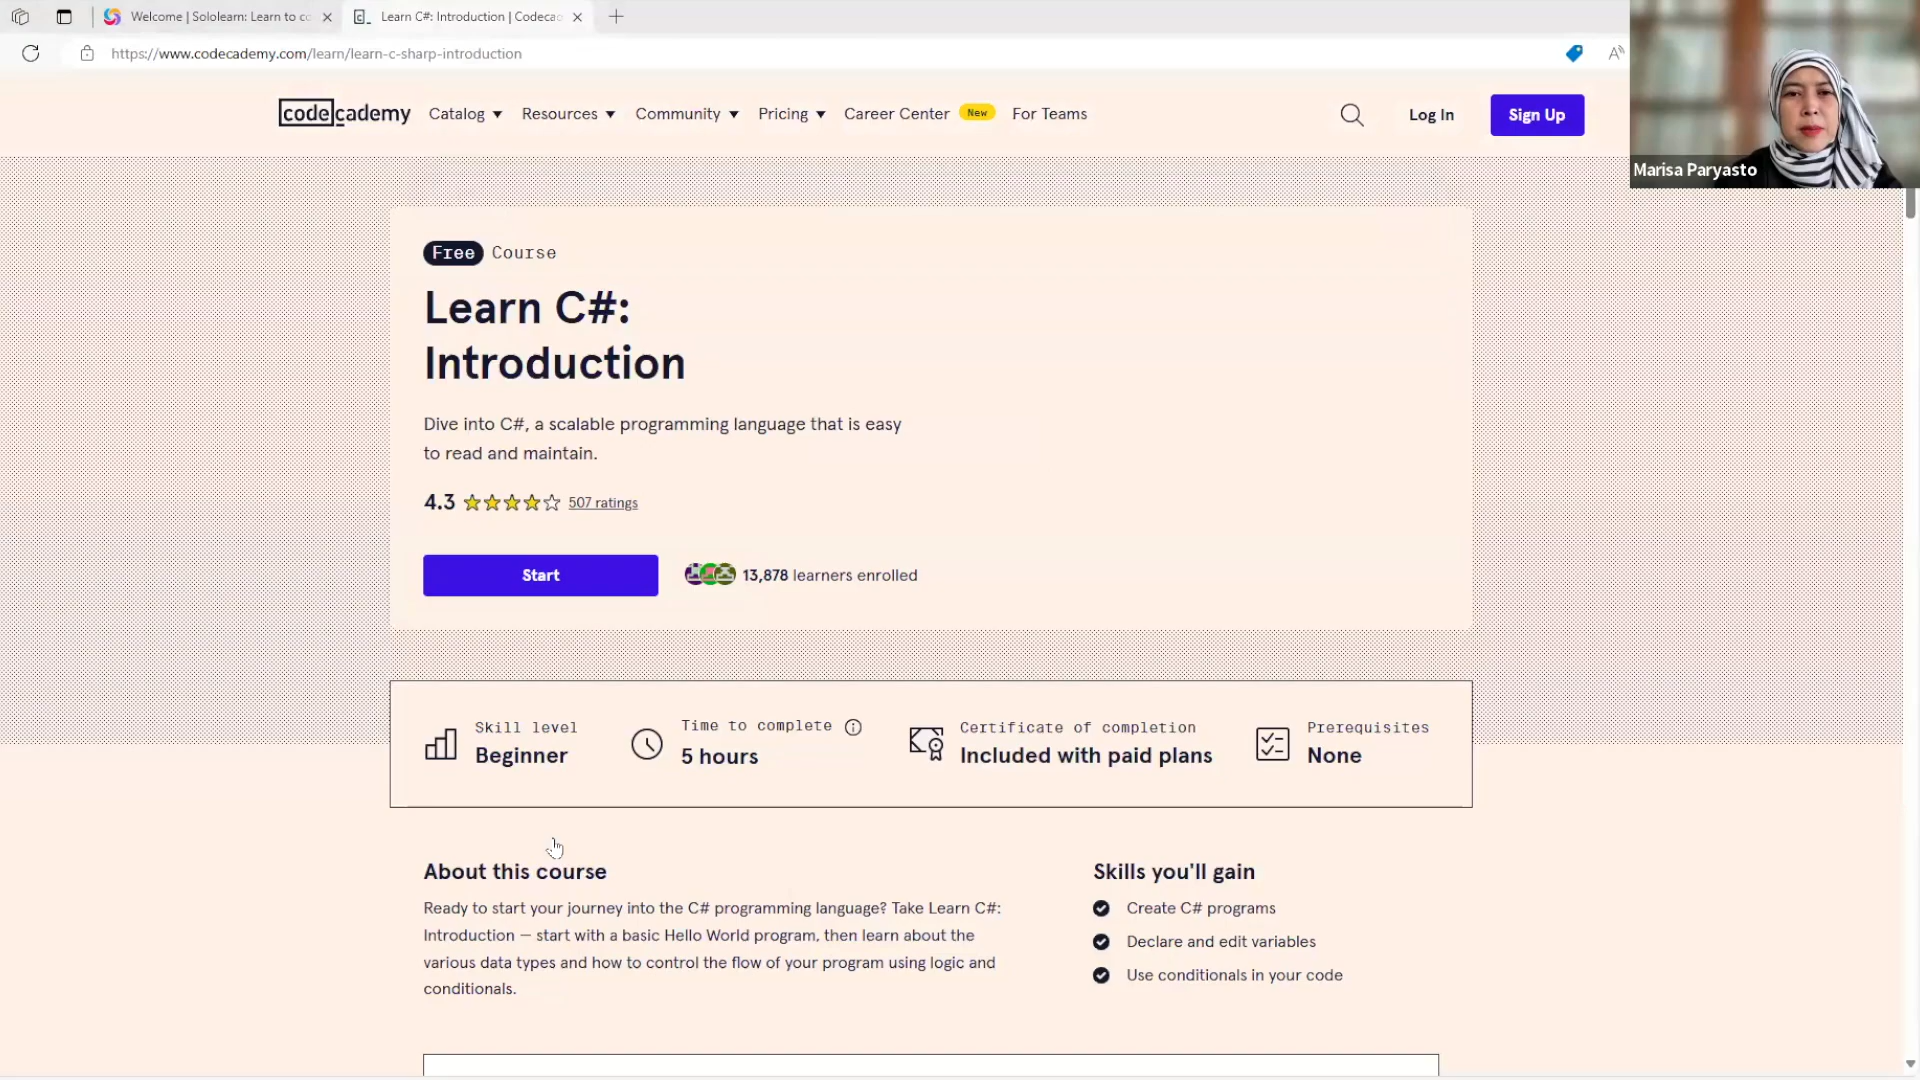 Welcome | Sololearn: Learn to co
Learn C#: Introduction | Codecac
https://www.codecademy.com/learn/learn-c-sharp-introduction
codecademy
Catalog
Resources
Community
Pricing
Career Center
New
For Teams
Log In
Sign Up
Marisa Paryasto
Free Course
Learn C#:
Introduction
Dive into C#, a scalable programming language that is easy
to read and maintain.
4.3
507 ratings
Start
13,878 learners enrolled
Skill level
Beginner
Time to complete
5 hours
Certificate of completion
Included with paid plans
Prerequisites
None
About this course
Ready to start your journey into the C# programming language? Take Learn C#:
Introduction — start with a basic Hello World program, then learn about the
various data types and how to control the flow of your program using logic and
conditionals.
Skills you'll gain
Create C# programs
Declare and edit variables
Use conditionals in your code